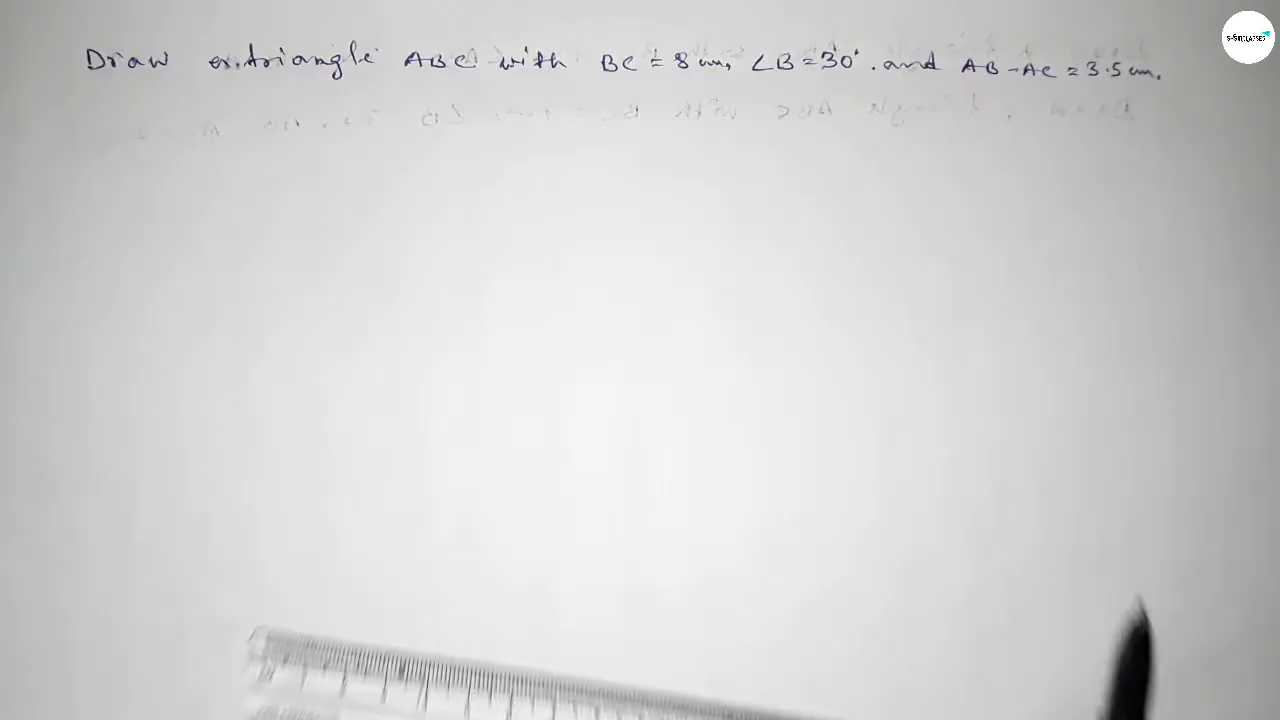 Draw a triangle ABC with BC = 8 cm, ∠B = 30°. and AB - AC = 3.5 cm.